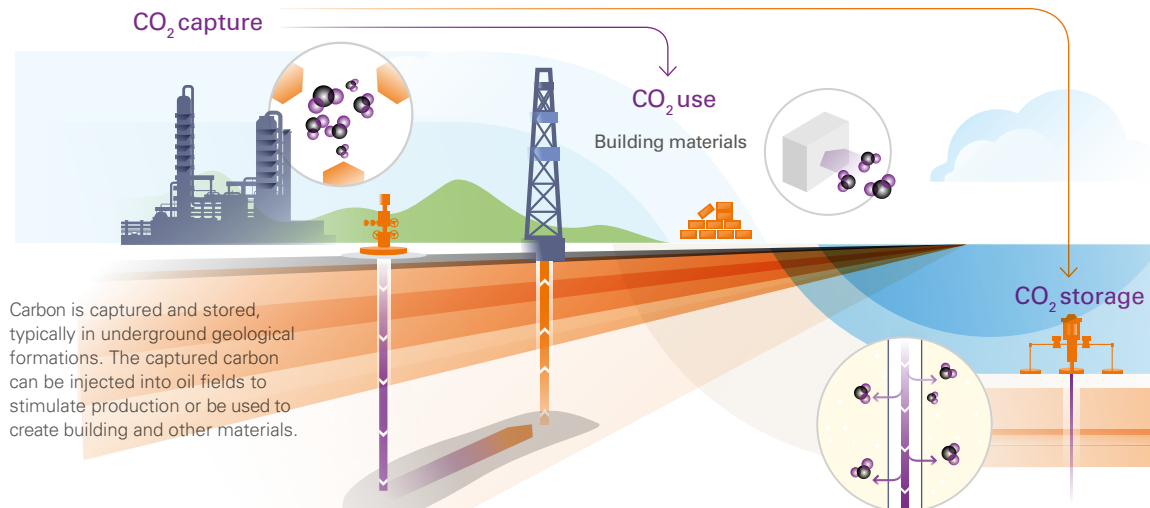 CO₂ capture
CO₂ use
Building materials
CO₂ storage
Carbon is captured and stored,
typically in underground geological
formations. The captured carbon
can be injected into oil fields to
stimulate production or be used to
create building and other materials.